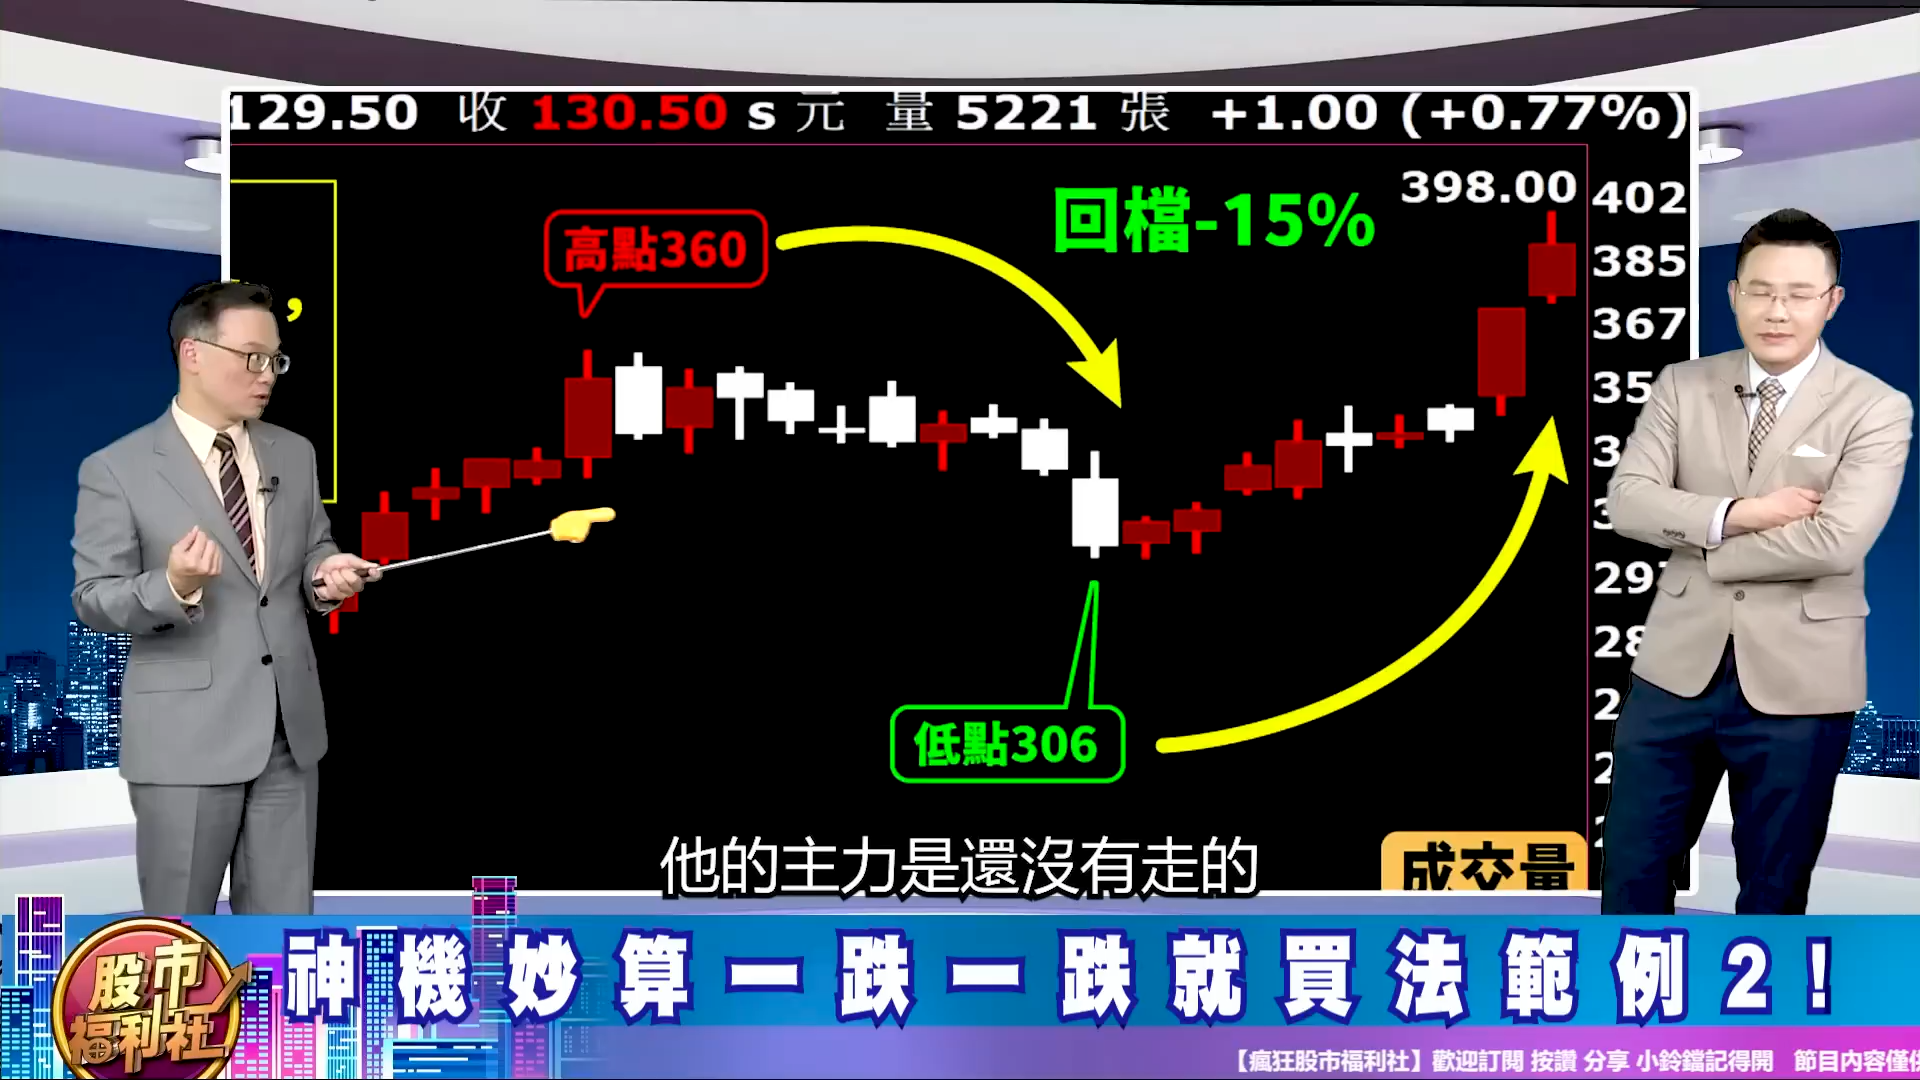 129.50 收 130.50 s 元 量 5221 張 +1.00 (+0.77%)
398.00
402
385
367
高點360
回檔-15%
,
低點306
成交量
他的主力是還沒有走的
神機妙算一跌一跌就買法範例2!
股市
福利社
【瘋狂股市福利社】歡迎訂閱 按讚 分享 小鈴鐺記得開 節目內容僅